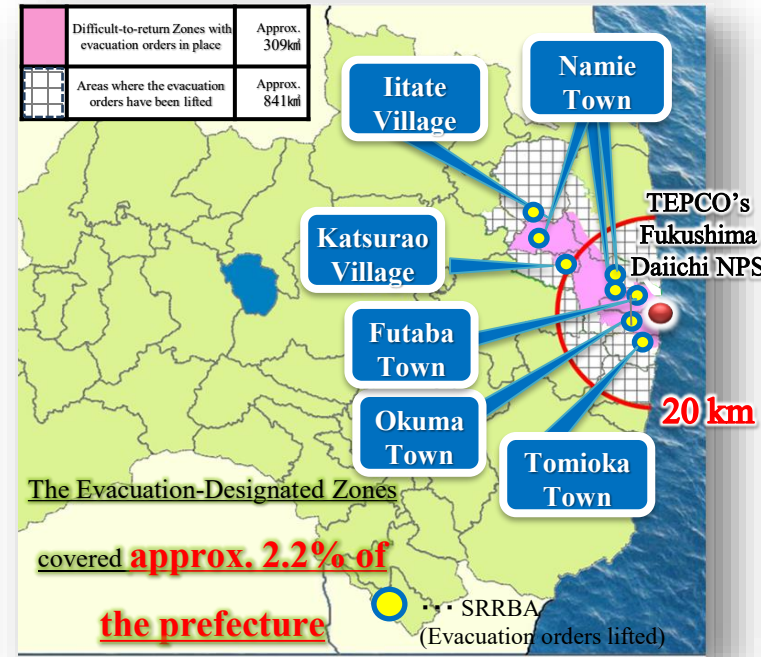 Difficult-to-return Zones with
evacuation orders in place
Approx.
309㎢
Areas where the evacuation
orders have been lifted
Approx.
841㎢
Iitate
Village
Namie
Town
TEPCO's
Fukushima
Daiichi NPS
Katsurao
Village
Futaba
Town
20 km
Okuma
Town
Tomioka
Town
The Evacuation-Designated Zones
covered approx. 2.2% of
the prefecture
･･･ SRRBA
(Evacuation orders lifted)